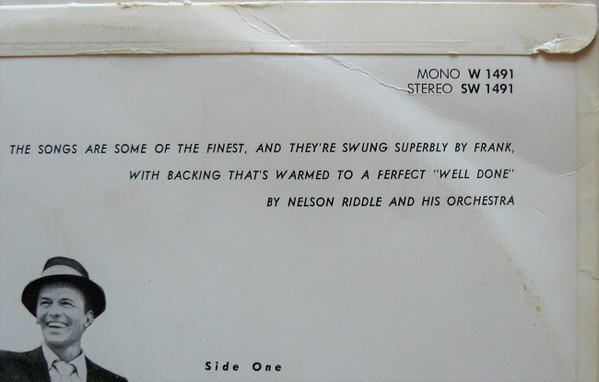 MONO W 1491
STEREO SW 1491
THE SONGS ARE SOME OF THE FINEST, AND THEY'RE SWUNG SUPERBLY BY FRANK,
WITH BACKING THAT'S WARMED TO A FERFECT "WELL DONE"
BY NELSON RIDDLE AND HIS ORCHESTRA
Side One